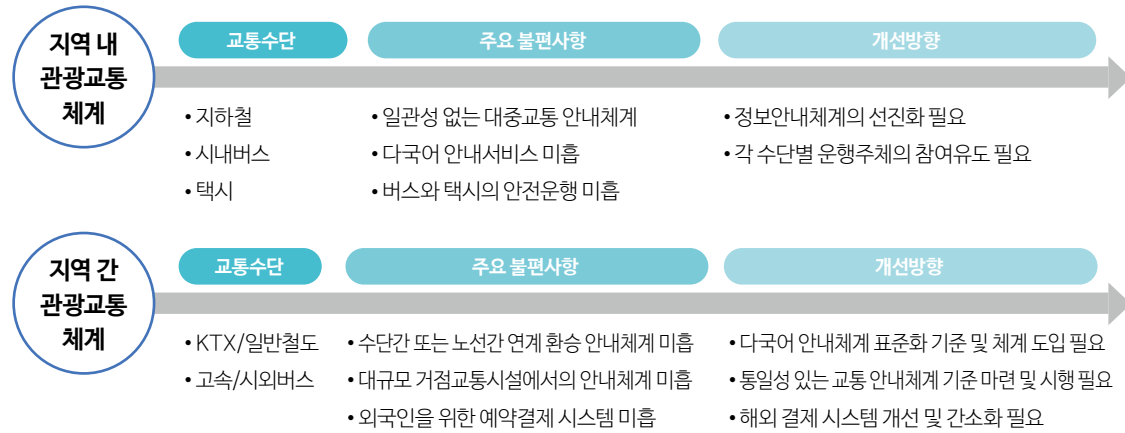 지역 내
관광교통
체계
교통수단
주요 불편사항
개선방향
• 지하철
• 시내버스
• 택시
• 일관성 없는 대중교통 안내체계
• 다국어 안내서비스 미흡
• 버스와 택시의 안전운행 미흡
• 정보안내체계의 선진화 필요
• 각 수단별 운행주체의 참여유도 필요
지역 간
관광교통
체계
교통수단
주요 불편사항
개선방향
• KTX/일반철도
• 고속/시외버스
• 수단간 또는 노선간 연계 환승 안내체계 미흡
• 대규모 거점교통시설에서의 안내체계 미흡
• 외국인을 위한 예약결제 시스템 미흡
• 다국어 안내체계 표준화 기준 및 체계 도입 필요
• 통일성 있는 교통 안내체계 기준 마련 및 시행 필요
• 해외 결제 시스템 개선 및 간소화 필요